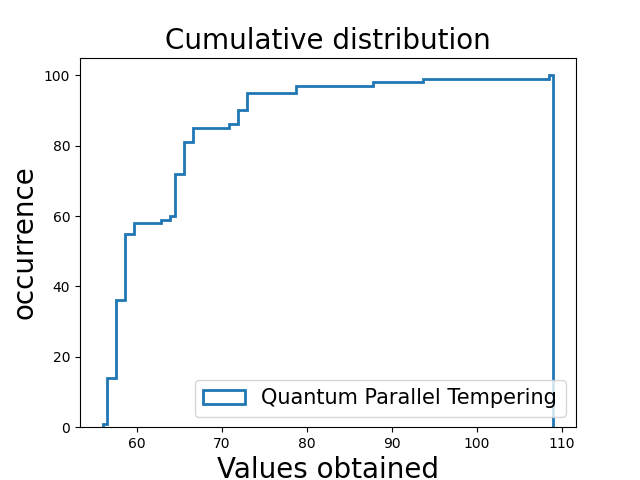 Cumulative distribution
occurrence
100
80
60
40
20
0
Quantum Parallel Tempering
60 70 80 90 100 110
Values obtained